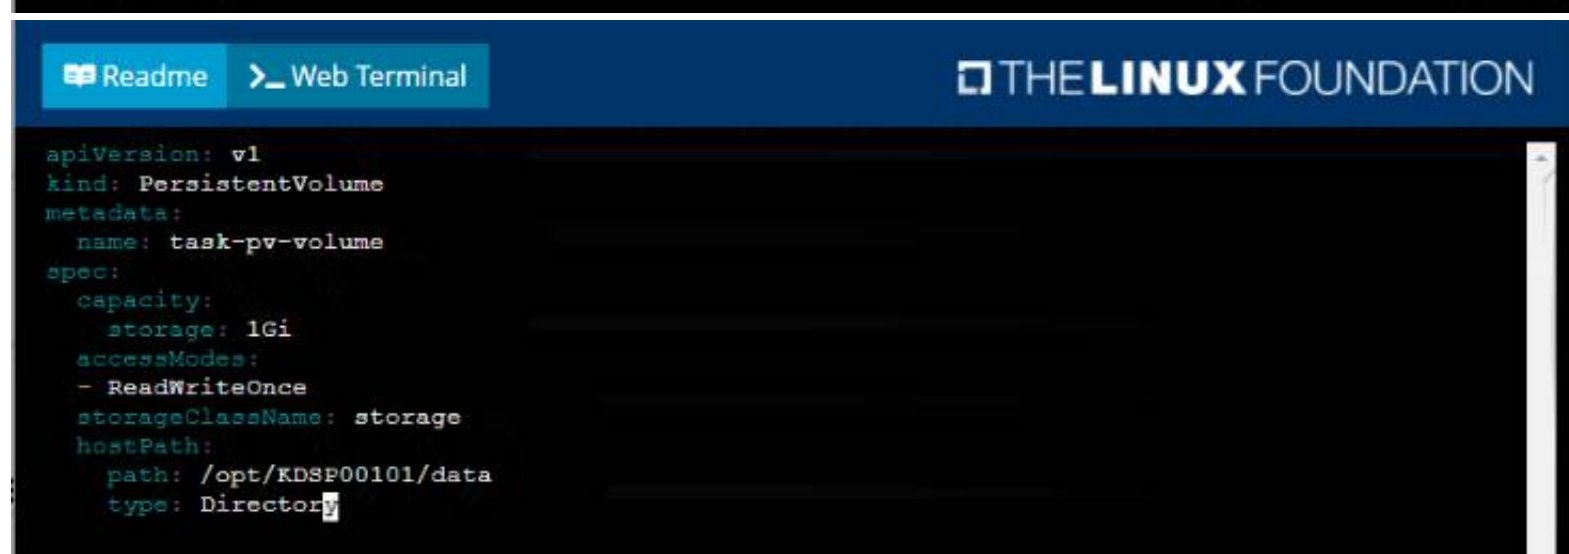 Readme >_ Web Terminal THE LINUX FOUNDATION
apiVersion: v1
kind: PersistentVolume
metadata:
  name: task-pv-volume
spec:
  capacity:
    storage: 1Gi
  accessModes:
  - ReadWriteOnce
  storageClassName: storage
  hostPath:
    path: /opt/KDSP00101/data
    type: Directory